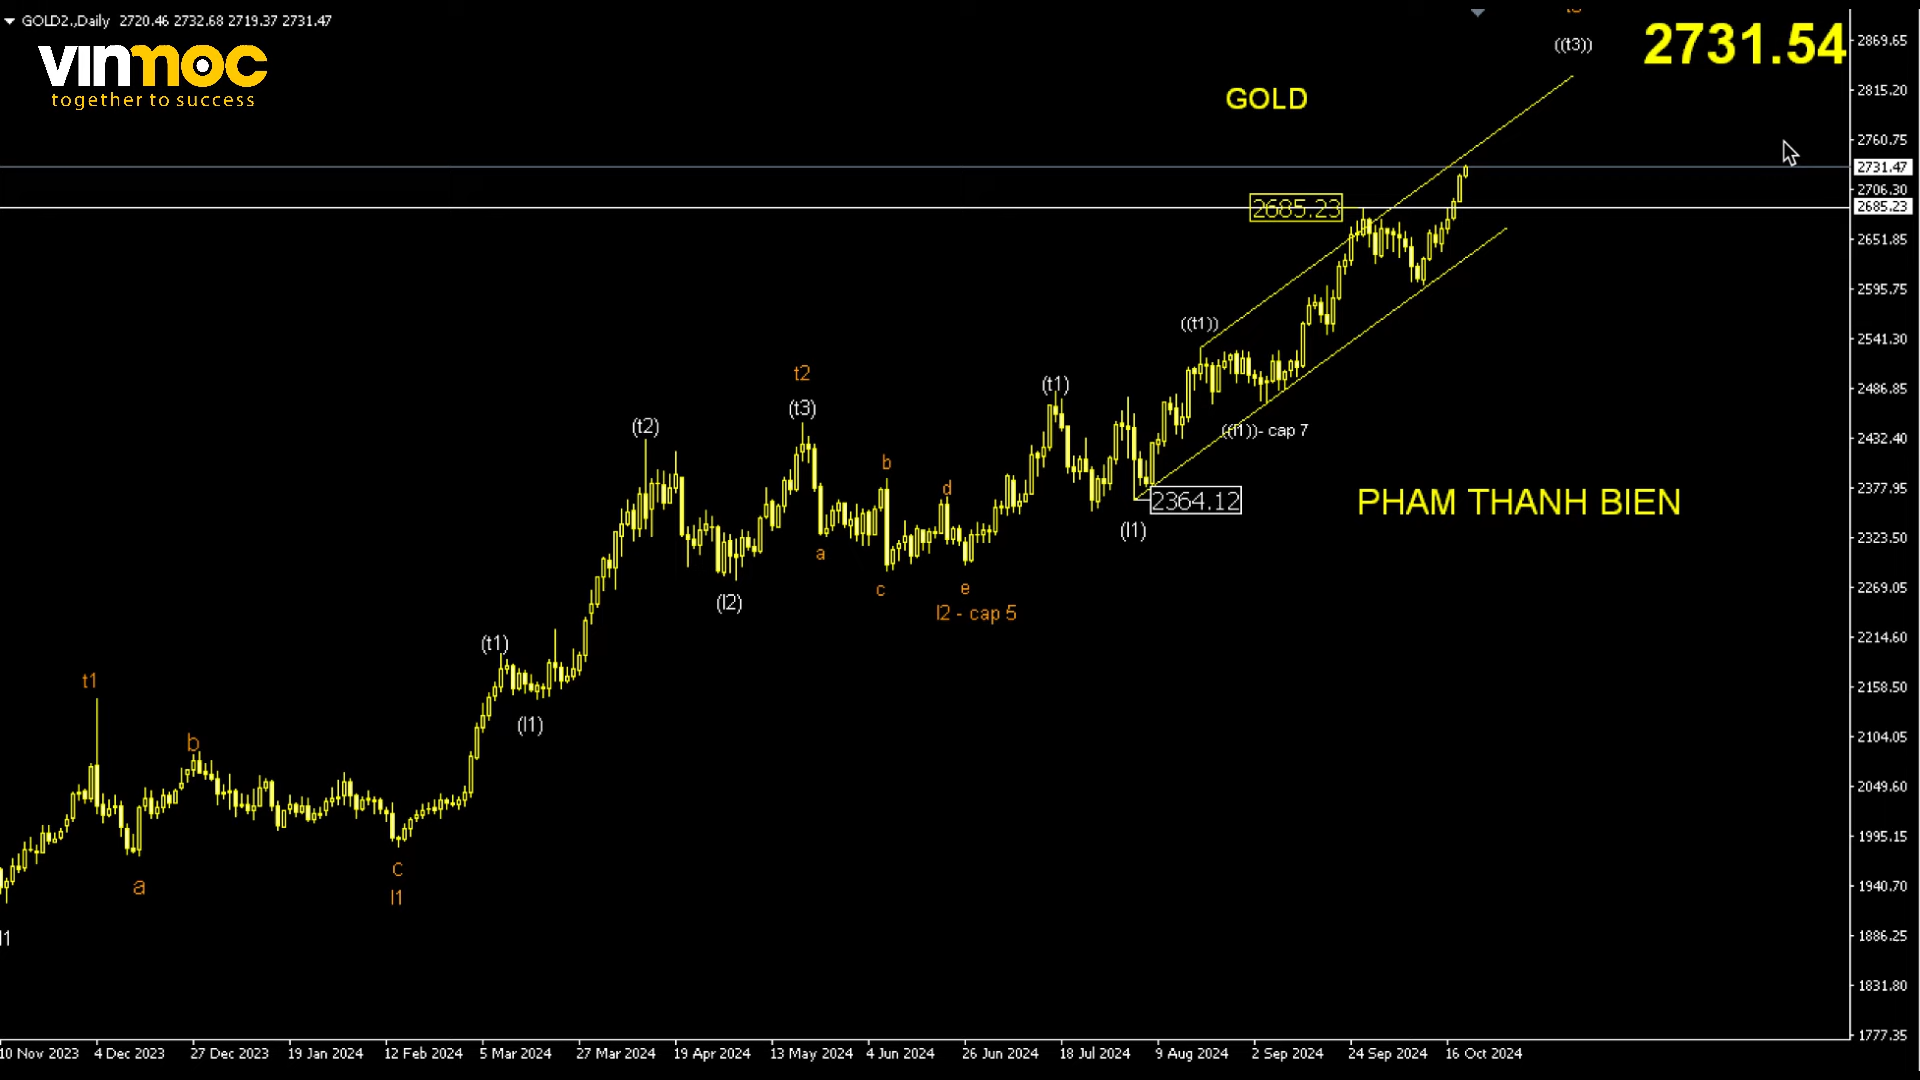 GOLD2.,Daily 2720.46 2732.68 2719.37 2731.47
vinmoc
together to success
2731.54
((t3))
GOLD
2869.65
2815.20
2760.75
2731.47
2706.30
2685.23
2685.23
2651.85
2595.75
((t1))
2541.30
t2
(t1)
2486.85
(t3)
(t2)
((l1))- cap 7
2432.40
b
d
2377.95
2364.12
PHAM THANH BIEN
(l1)
2323.50
a
c
e
2269.05
(l2)
l2 - cap 5
(t1)
2214.60
t1
2158.50
(l1)
b
2104.05
2049.60
1995.15
c
a
1940.70
l1
l1
1886.25
1831.80
1777.35
10 Nov 2023 4 Dec 2023 27 Dec 2023 19 Jan 2024 12 Feb 2024 5 Mar 2024 27 Mar 2024 19 Apr 2024 13 May 2024 4 Jun 2024 26 Jun 2024 18 Jul 2024 9 Aug 2024 2 Sep 2024 24 Sep 2024 16 Oct 2024